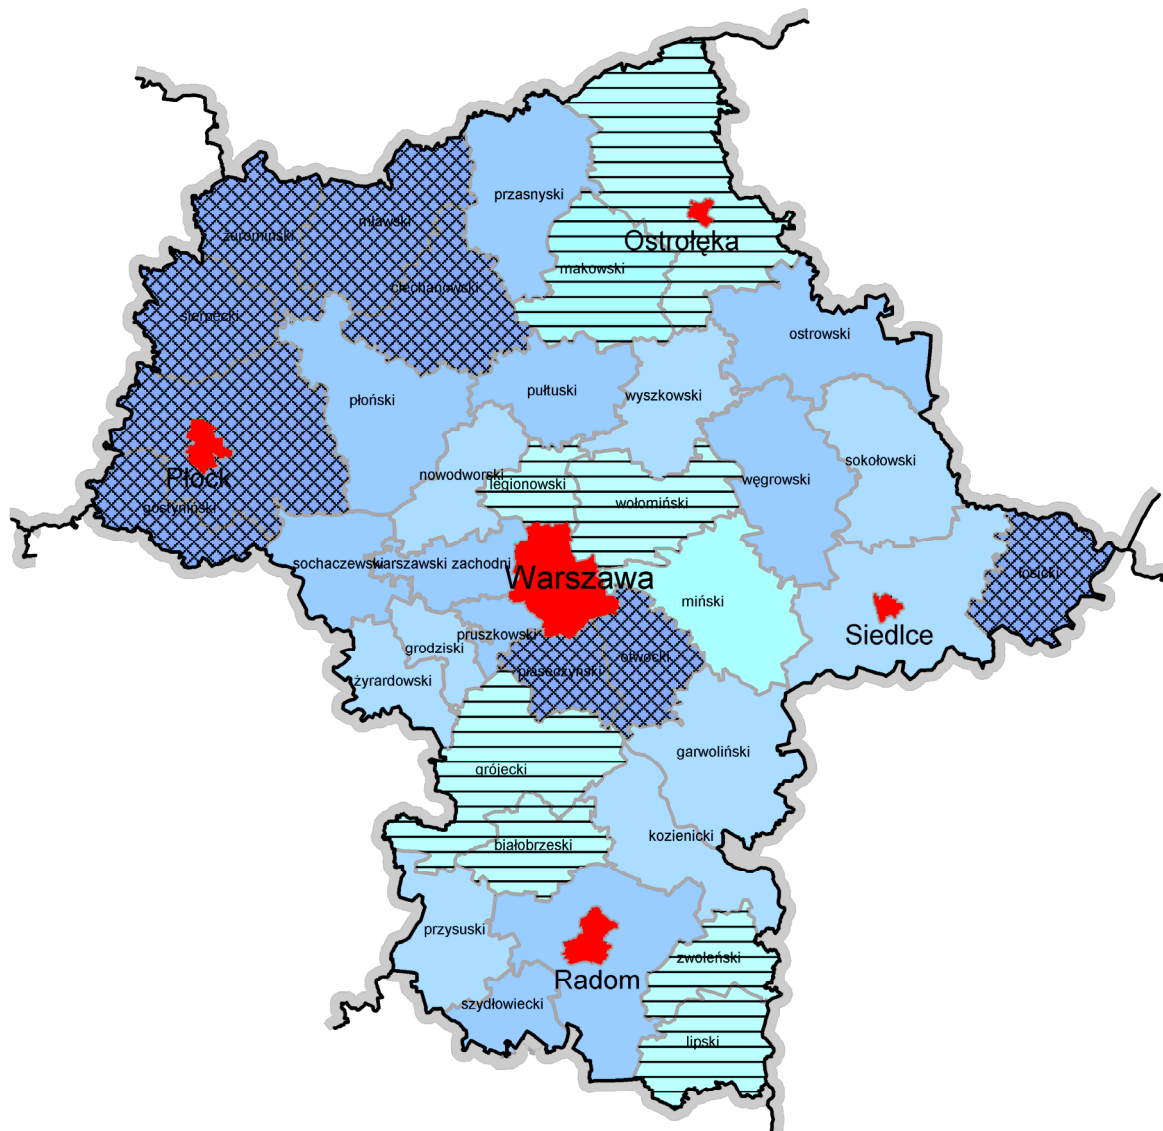 przasnyski
mławski
żuromiński
Ostrołęka
makowski
ciechanowski
sierpecki
ostrowski
pułtuski
wyszkowski
płoński
sokołowski
nowodworski
węgrowski
Płock
legionowski
wołomiński
gostyniński
sochaczewski
warszawski zachodni
łosicki
Warszawa
miński
Siedlce
pruszkowski
grodziski
otwocki
piaseczyński
żyrardowski
garwoliński
grójecki
kozienicki
białobrzeski
przysuski
zwoleński
Radom
szydłowiecki
lipski